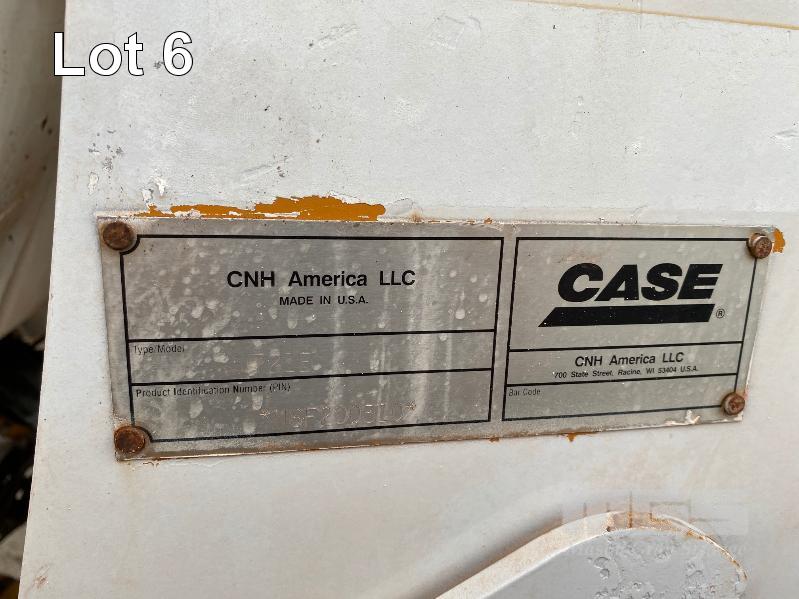 Lot 6
CNH America LLC
MADE IN U.S.A.
Type/Model
Product Identification Number (PIN)
CASE®
CNH America LLC
700 State Street, Racine, WI 53404 U.S.A.
Bar Code